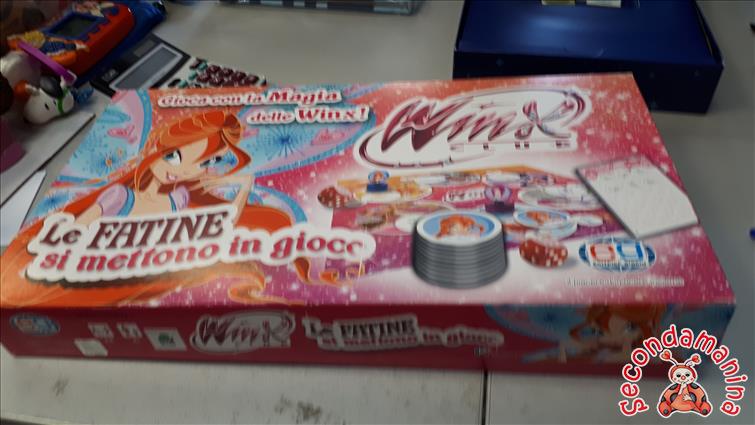 Gioca con la Magia
delle Winx!
Winx
CLUB
Le FATINE
si mettono in gioco
Winx
Le FATINE
si mettono in gioco
secondamanina